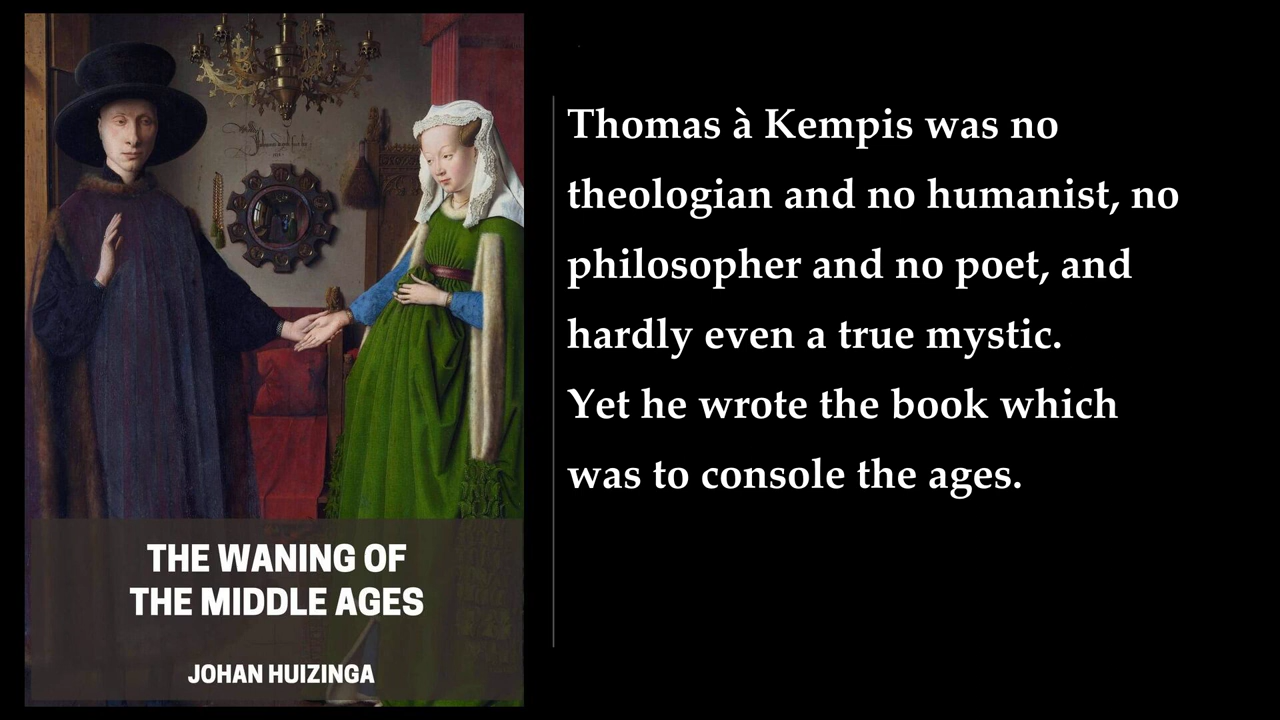 THE WANING OF
THE MIDDLE AGES
JOHAN HUIZINGA
Thomas à Kempis was no
theologian and no humanist, no
philosopher and no poet, and
hardly even a true mystic.
Yet he wrote the book which
was to console the ages.